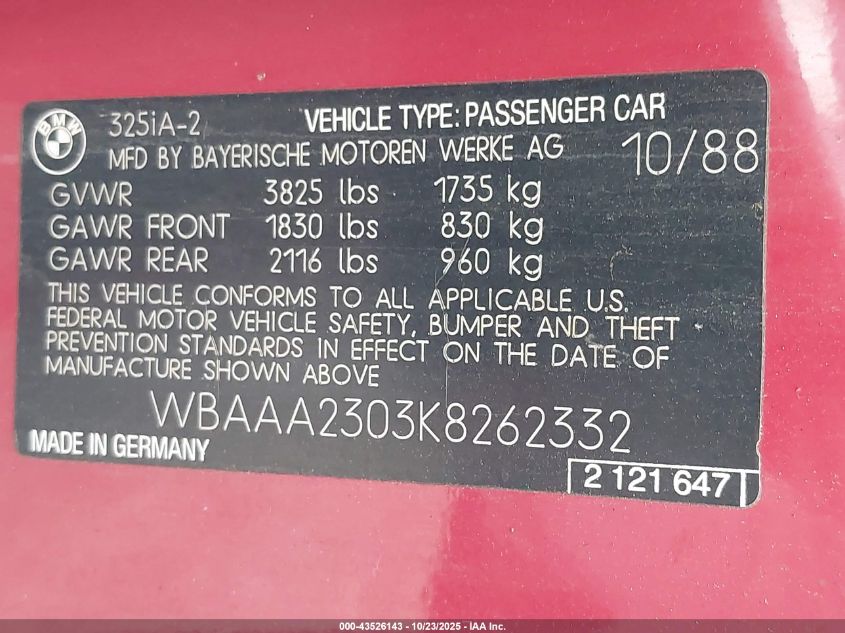 BMW
325iA-2 VEHICLE TYPE: PASSENGER CAR
MFD BY BAYERISCHE MOTOREN WERKE AG 10/88
GVWR 3825 lbs 1735 kg
GAWR FRONT 1830 lbs 830 kg
GAWR REAR 2116 lbs 960 kg
THIS VEHICLE CONFORMS TO ALL APPLICABLE U.S.
FEDERAL MOTOR VEHICLE SAFETY, BUMPER AND THEFT
PREVENTION STANDARDS IN EFFECT ON THE DATE OF
MANUFACTURE SHOWN ABOVE
WBAAA2303K8262332
MADE IN GERMANY
2 121 647
000-43526143 - 10/23/2025 - IAA Inc.